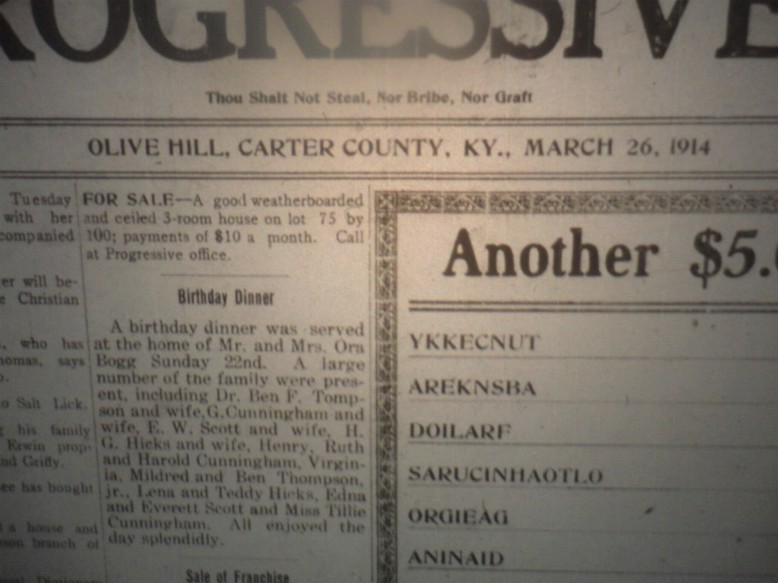 ROGRESSIVE
Thou Shalt Not Steal, Nor Bribe, Nor Graft
OLIVE HILL, CARTER COUNTY, KY., MARCH 26, 1914
Tuesday
with her
companied
er will be-
e Christian
, who has
homas, says
o Salt Lick.
g his family
Erwin prop-
nd Griffy.
ee has bought
d a house and
son branch of
FOR SALE—A good weatherboarded
and ceiled 3-room house on lot 75 by
100; payments of $10 a month. Call
at Progressive office.
Birthday Dinner
A birthday dinner was served
at the home of Mr. and Mrs. Ora
Bogg Sunday 22nd. A large
number of the family were pres-
ent, including Dr. Ben F. Tomp-
son and wife, G. Cunningham and
wife, E. W. Scott and wife, H.
G. Hicks and wife, Henry, Ruth
and Harold Cunningham, Virgin-
ia, Mildred and Ben Thompson,
jr., Lena and Teddy Hicks, Edna
and Everett Scott and Miss Tillie
Cunningham. All enjoyed the
day splendidly.
Sale of Franchise
Another $5.
YKKECNUT
AREKNSBA
DOILARF
SARUCINHAOTLO
ORGIEAG
ANINAID